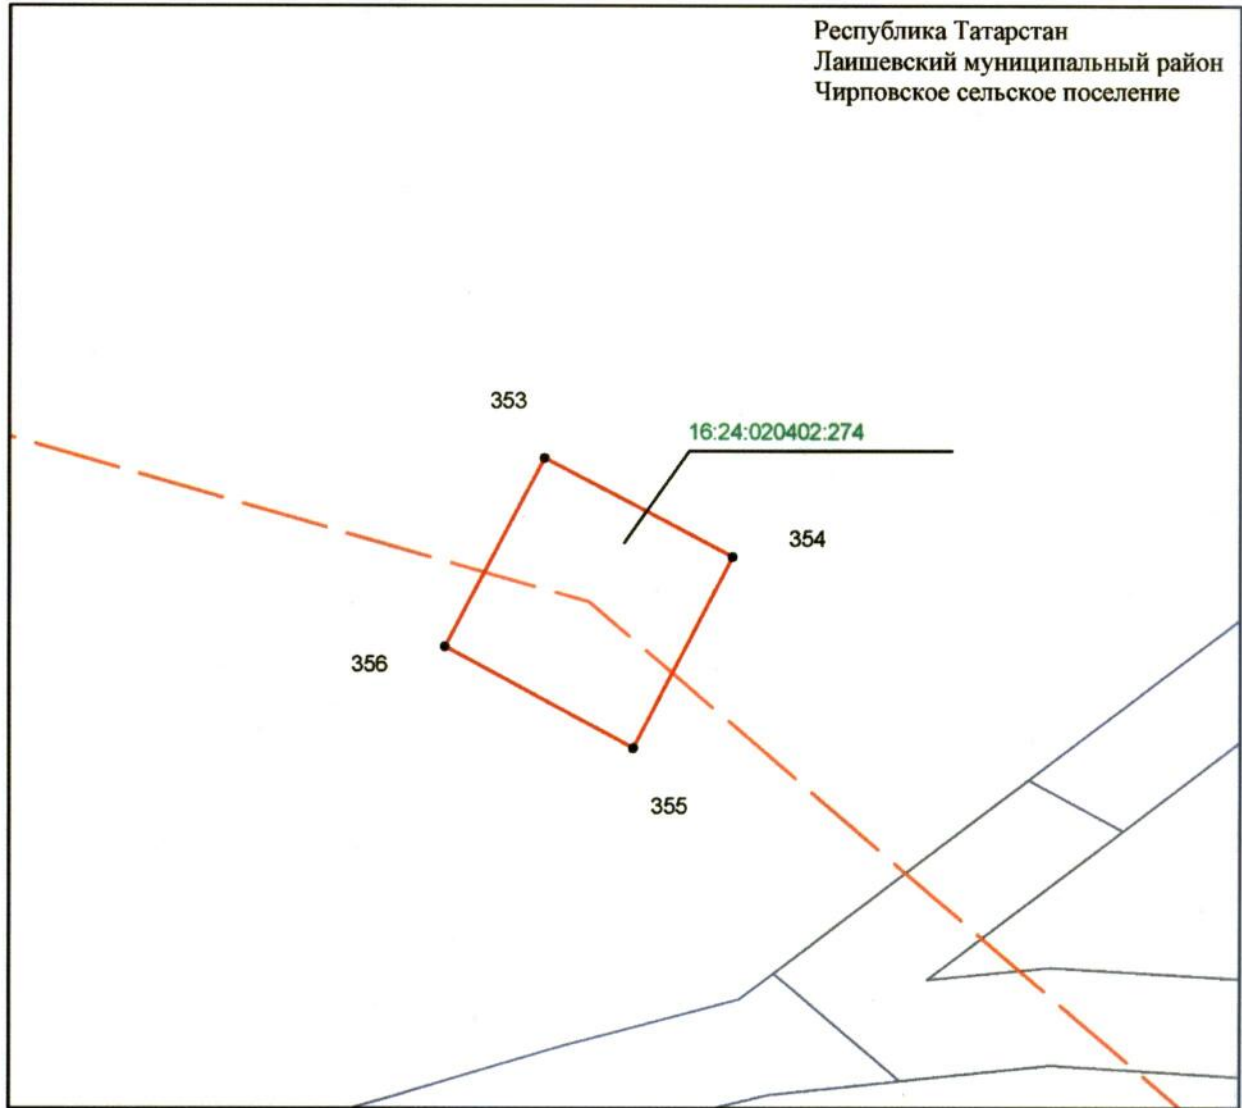 Республика Татарстан
Лаишевский муниципальный район
Чирповское сельское поселение
353
16:24:020402:274
354
356
355